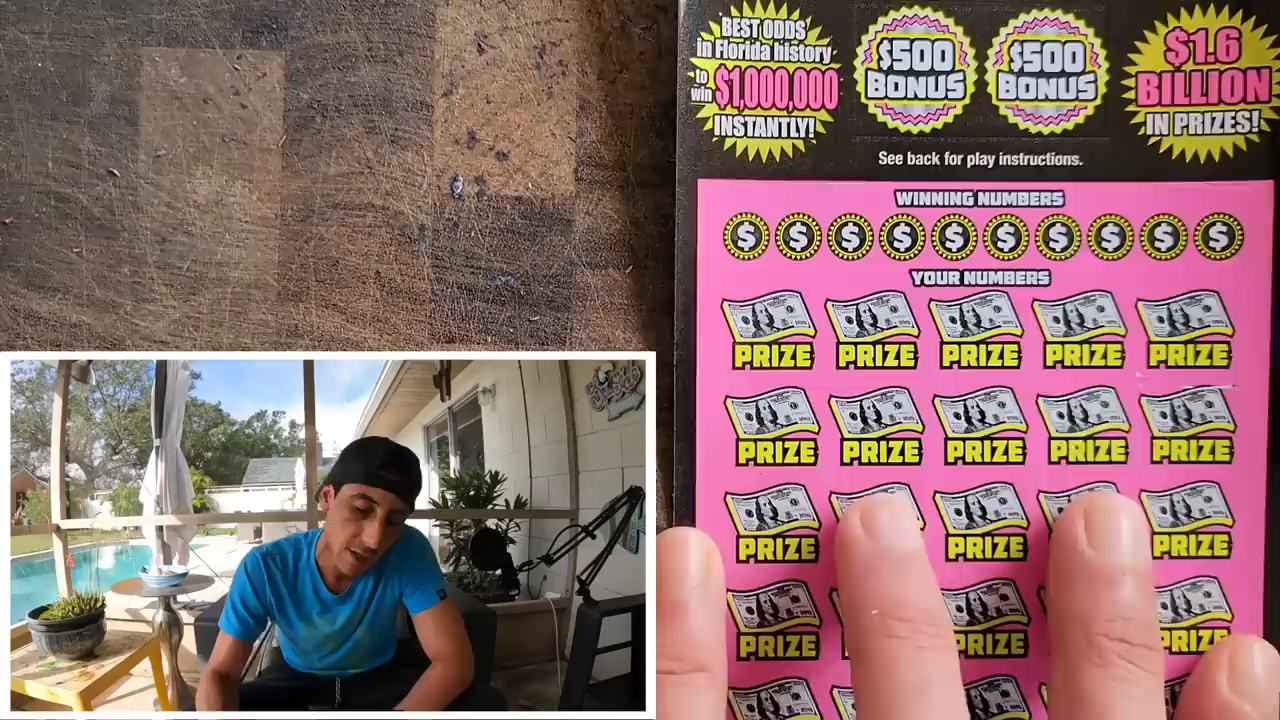 BEST ODDS
in Florida history
to win $1,000,000
INSTANTLY!
$500
BONUS
$500
BONUS
$1.6
BILLION
IN PRIZES!
See back for play instructions.
WINNING NUMBERS
$ $ $ $ $ $ $ $ $ $
YOUR NUMBERS
PRIZE PRIZE PRIZE PRIZE PRIZE
PRIZE PRIZE PRIZE PRIZE PRIZE
PRIZE PRIZE PRIZE
PRIZE PRIZE PRIZE